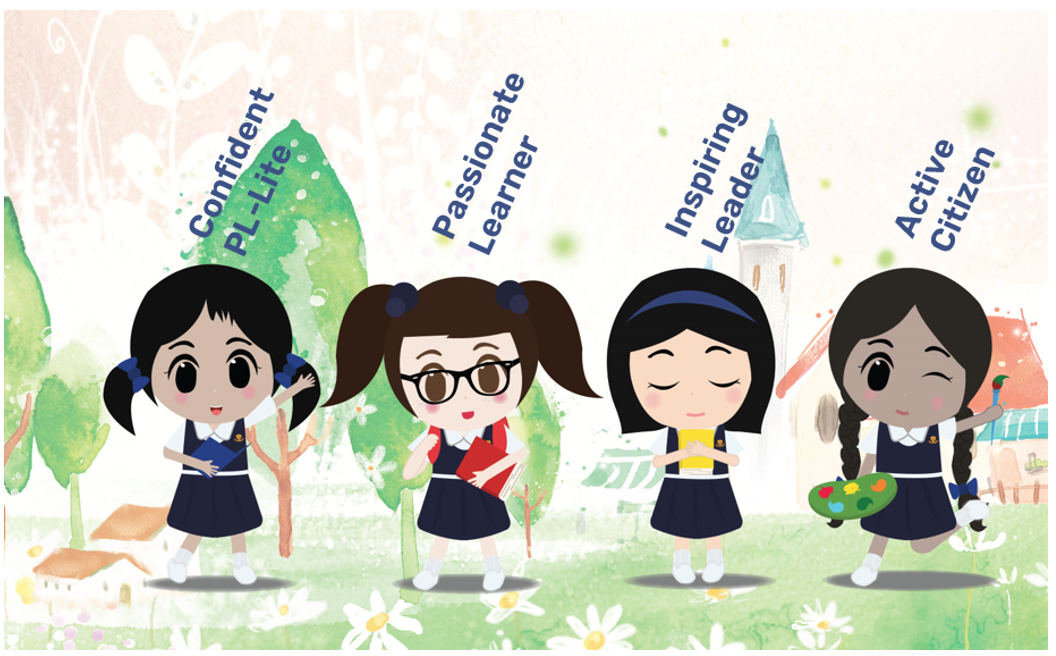 Confident
PL-Lite
Passionate
Learner
Inspiring
Leader
Active
Citizen